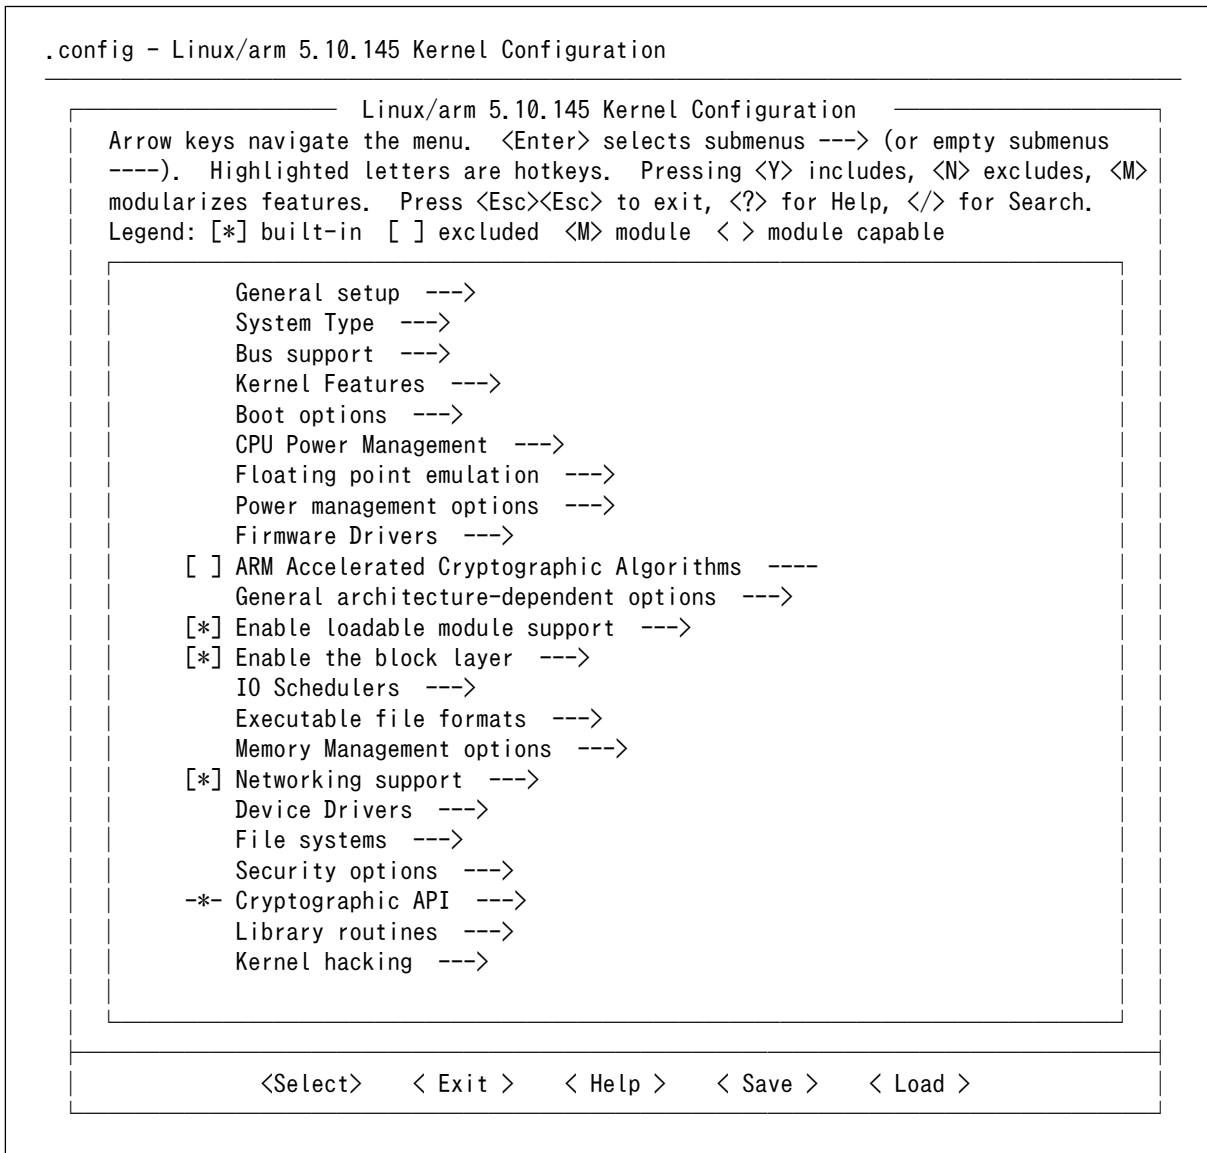 .config - Linux/arm 5.10.145 Kernel Configuration
Linux/arm 5.10.145 Kernel Configuration
Arrow keys navigate the menu.  <Enter> selects submenus ---> (or empty submenus
----).  Highlighted letters are hotkeys.  Pressing <Y> includes, <N> excludes, <M>
modularizes features.  Press <Esc><Esc> to exit, <?> for Help, </> for Search.
Legend: [*] built-in  [ ] excluded  <M> module  < > module capable
General setup  --->
System Type  --->
Bus support  --->
Kernel Features  --->
Boot options  --->
CPU Power Management  --->
Floating point emulation  --->
Power management options  --->
Firmware Drivers  --->
[ ] ARM Accelerated Cryptographic Algorithms  ----
General architecture-dependent options  --->
[*] Enable loadable module support  --->
[*] Enable the block layer  --->
IO Schedulers  --->
Executable file formats  --->
Memory Management options  --->
[*] Networking support  --->
Device Drivers  --->
File systems  --->
Security options  --->
-*- Cryptographic API  --->
Library routines  --->
Kernel hacking  --->
<Select>    < Exit >    < Help >    < Save >    < Load >